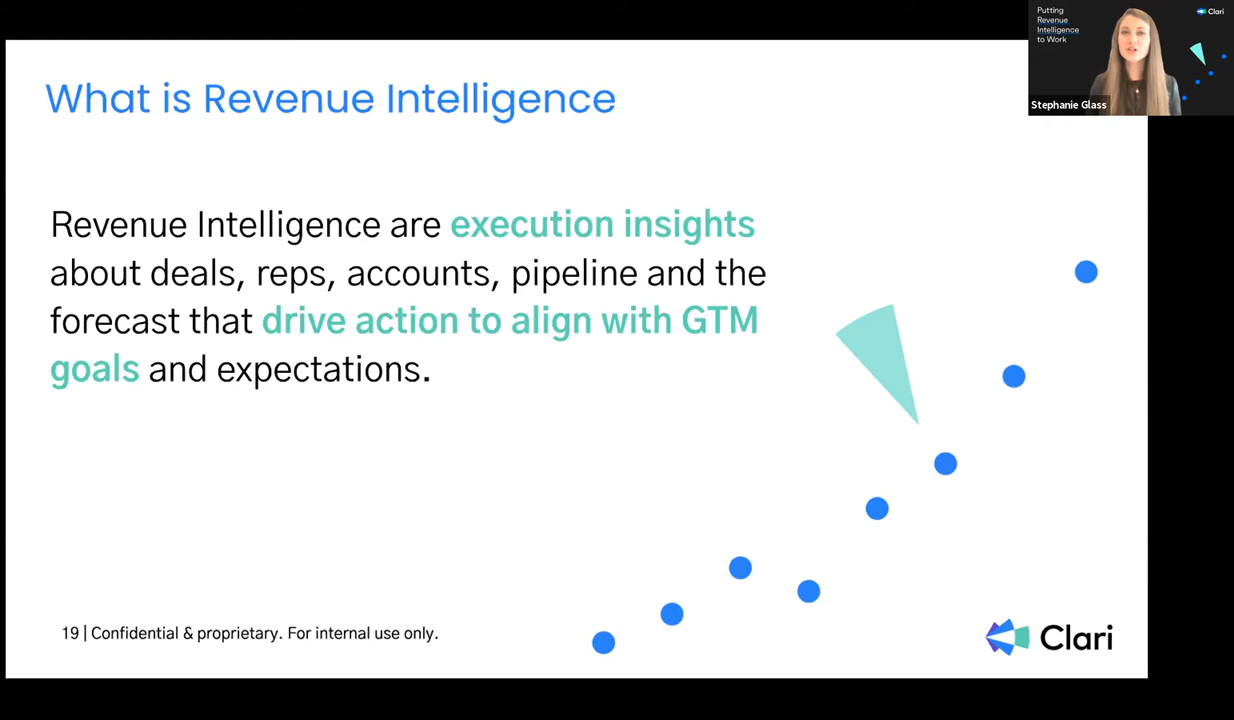 What is Revenue Intelligence
Revenue Intelligence are execution insights
about deals, reps, accounts, pipeline and the
forecast that drive action to align with GTM
goals and expectations.
19 | Confidential & proprietary. For internal use only.
Clari
Putting
Revenue
Intelligence
to Work
Clari
Stephanie Glass